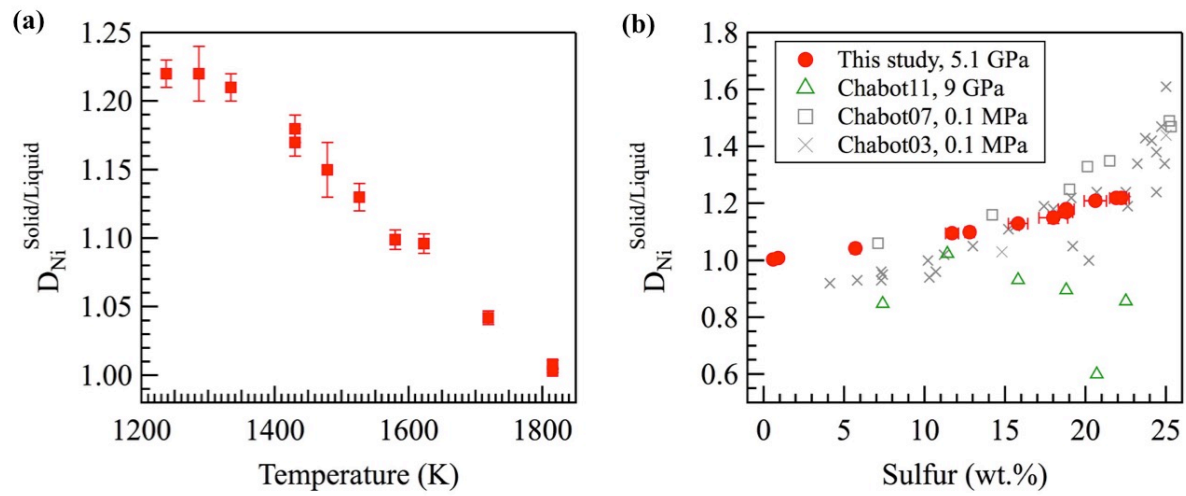 (a)
1.25
1.20
1.15
1.10
1.05
1.00
D_Ni^Solid/Liquid
1200
1400
1600
1800
Temperature (K)
(b)
1.8
1.6
1.4
1.2
1.0
0.8
0.6
D_Ni^Solid/Liquid
This study, 5.1 GPa
Chabot11, 9 GPa
Chabot07, 0.1 MPa
Chabot03, 0.1 MPa
0
5
10
15
20
25
Sulfur (wt.%)